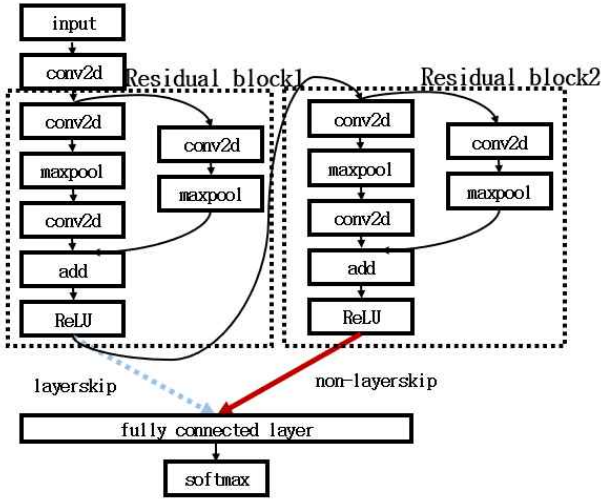 input
conv2d
Residual block1
conv2d
maxpool
conv2d
add
ReLU
conv2d
maxpool
Residual block2
conv2d
maxpool
conv2d
add
ReLU
conv2d
maxpool
layerskip
non-layerskip
fully connected layer
softmax